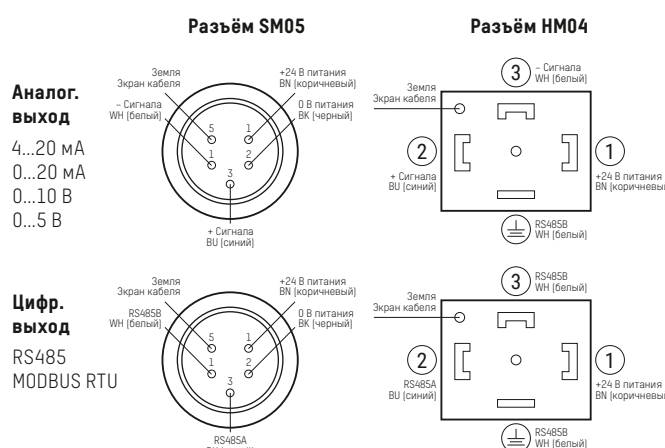 Разъём SM05
Разъём HM04
Аналог.
выход
4...20 мА
0...20 мА
0...10 В
0...5 В
Земля
Экран кабеля
– Сигнала
WH (белый)
+24 В питания
BN (коричневый)
0 В питания
BK (черный)
5
1
1
2
3
+ Сигнала
BU (синий)
3
– Сигнала
WH (белый)
Земля
Экран кабеля
2
1
+ Сигнала
BU (синий)
+24 В питания
BN (коричневый
RS485B
WH (белый)
Цифр.
выход
RS485
MODBUS RTU
Земля
Экран кабеля
RS485B
WH (белый)
+24 В питания
BN (коричневый)
0 В питания
BK (черный)
5
1
1
2
3
RS485A
3
RS485B
WH (белый)
Земля
Экран кабеля
2
1
RS485A
BU (синий)
+24 В питания
BN (коричневый
RS485B
WH (белый)